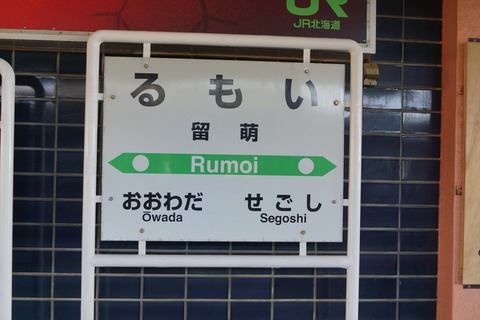 JR
JR北海道
るもい
留萌
Rumoi
おおわだ せごし
Ōwada Segoshi